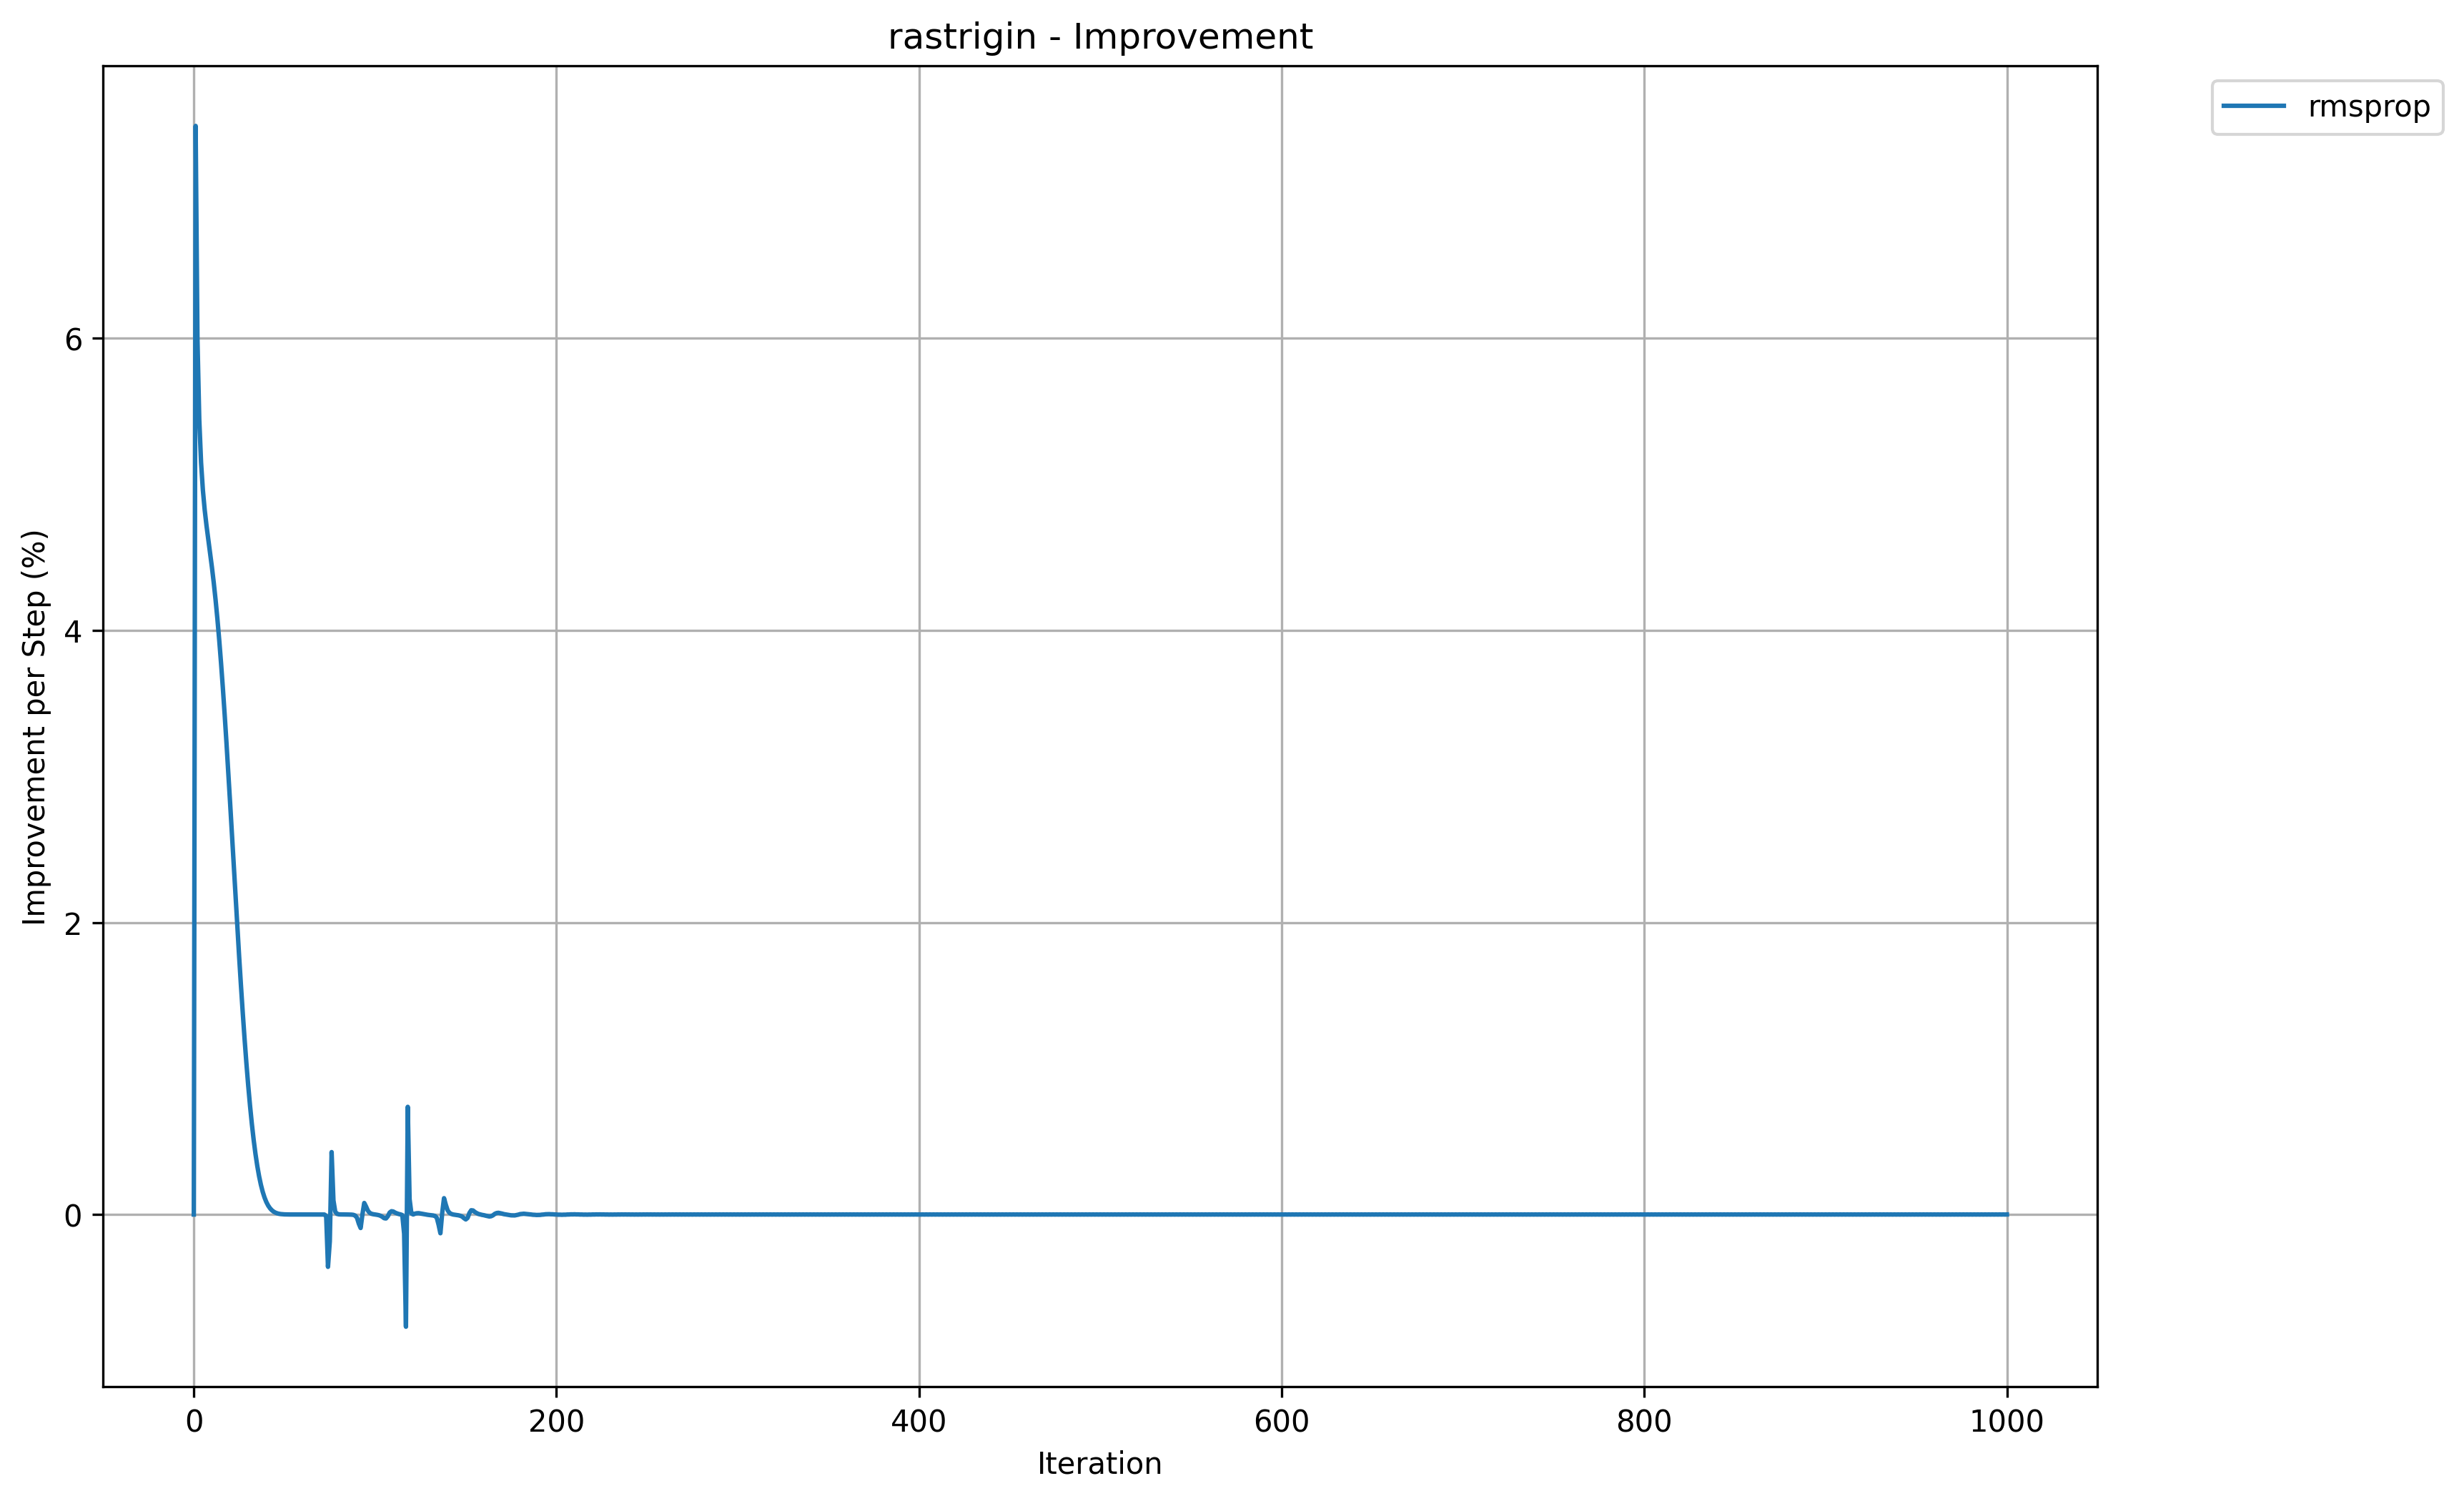 rastrigin - Improvement
rmsprop
Improvement per Step (%)
6
4
2
0
0 200 400 600 800 1000
Iteration